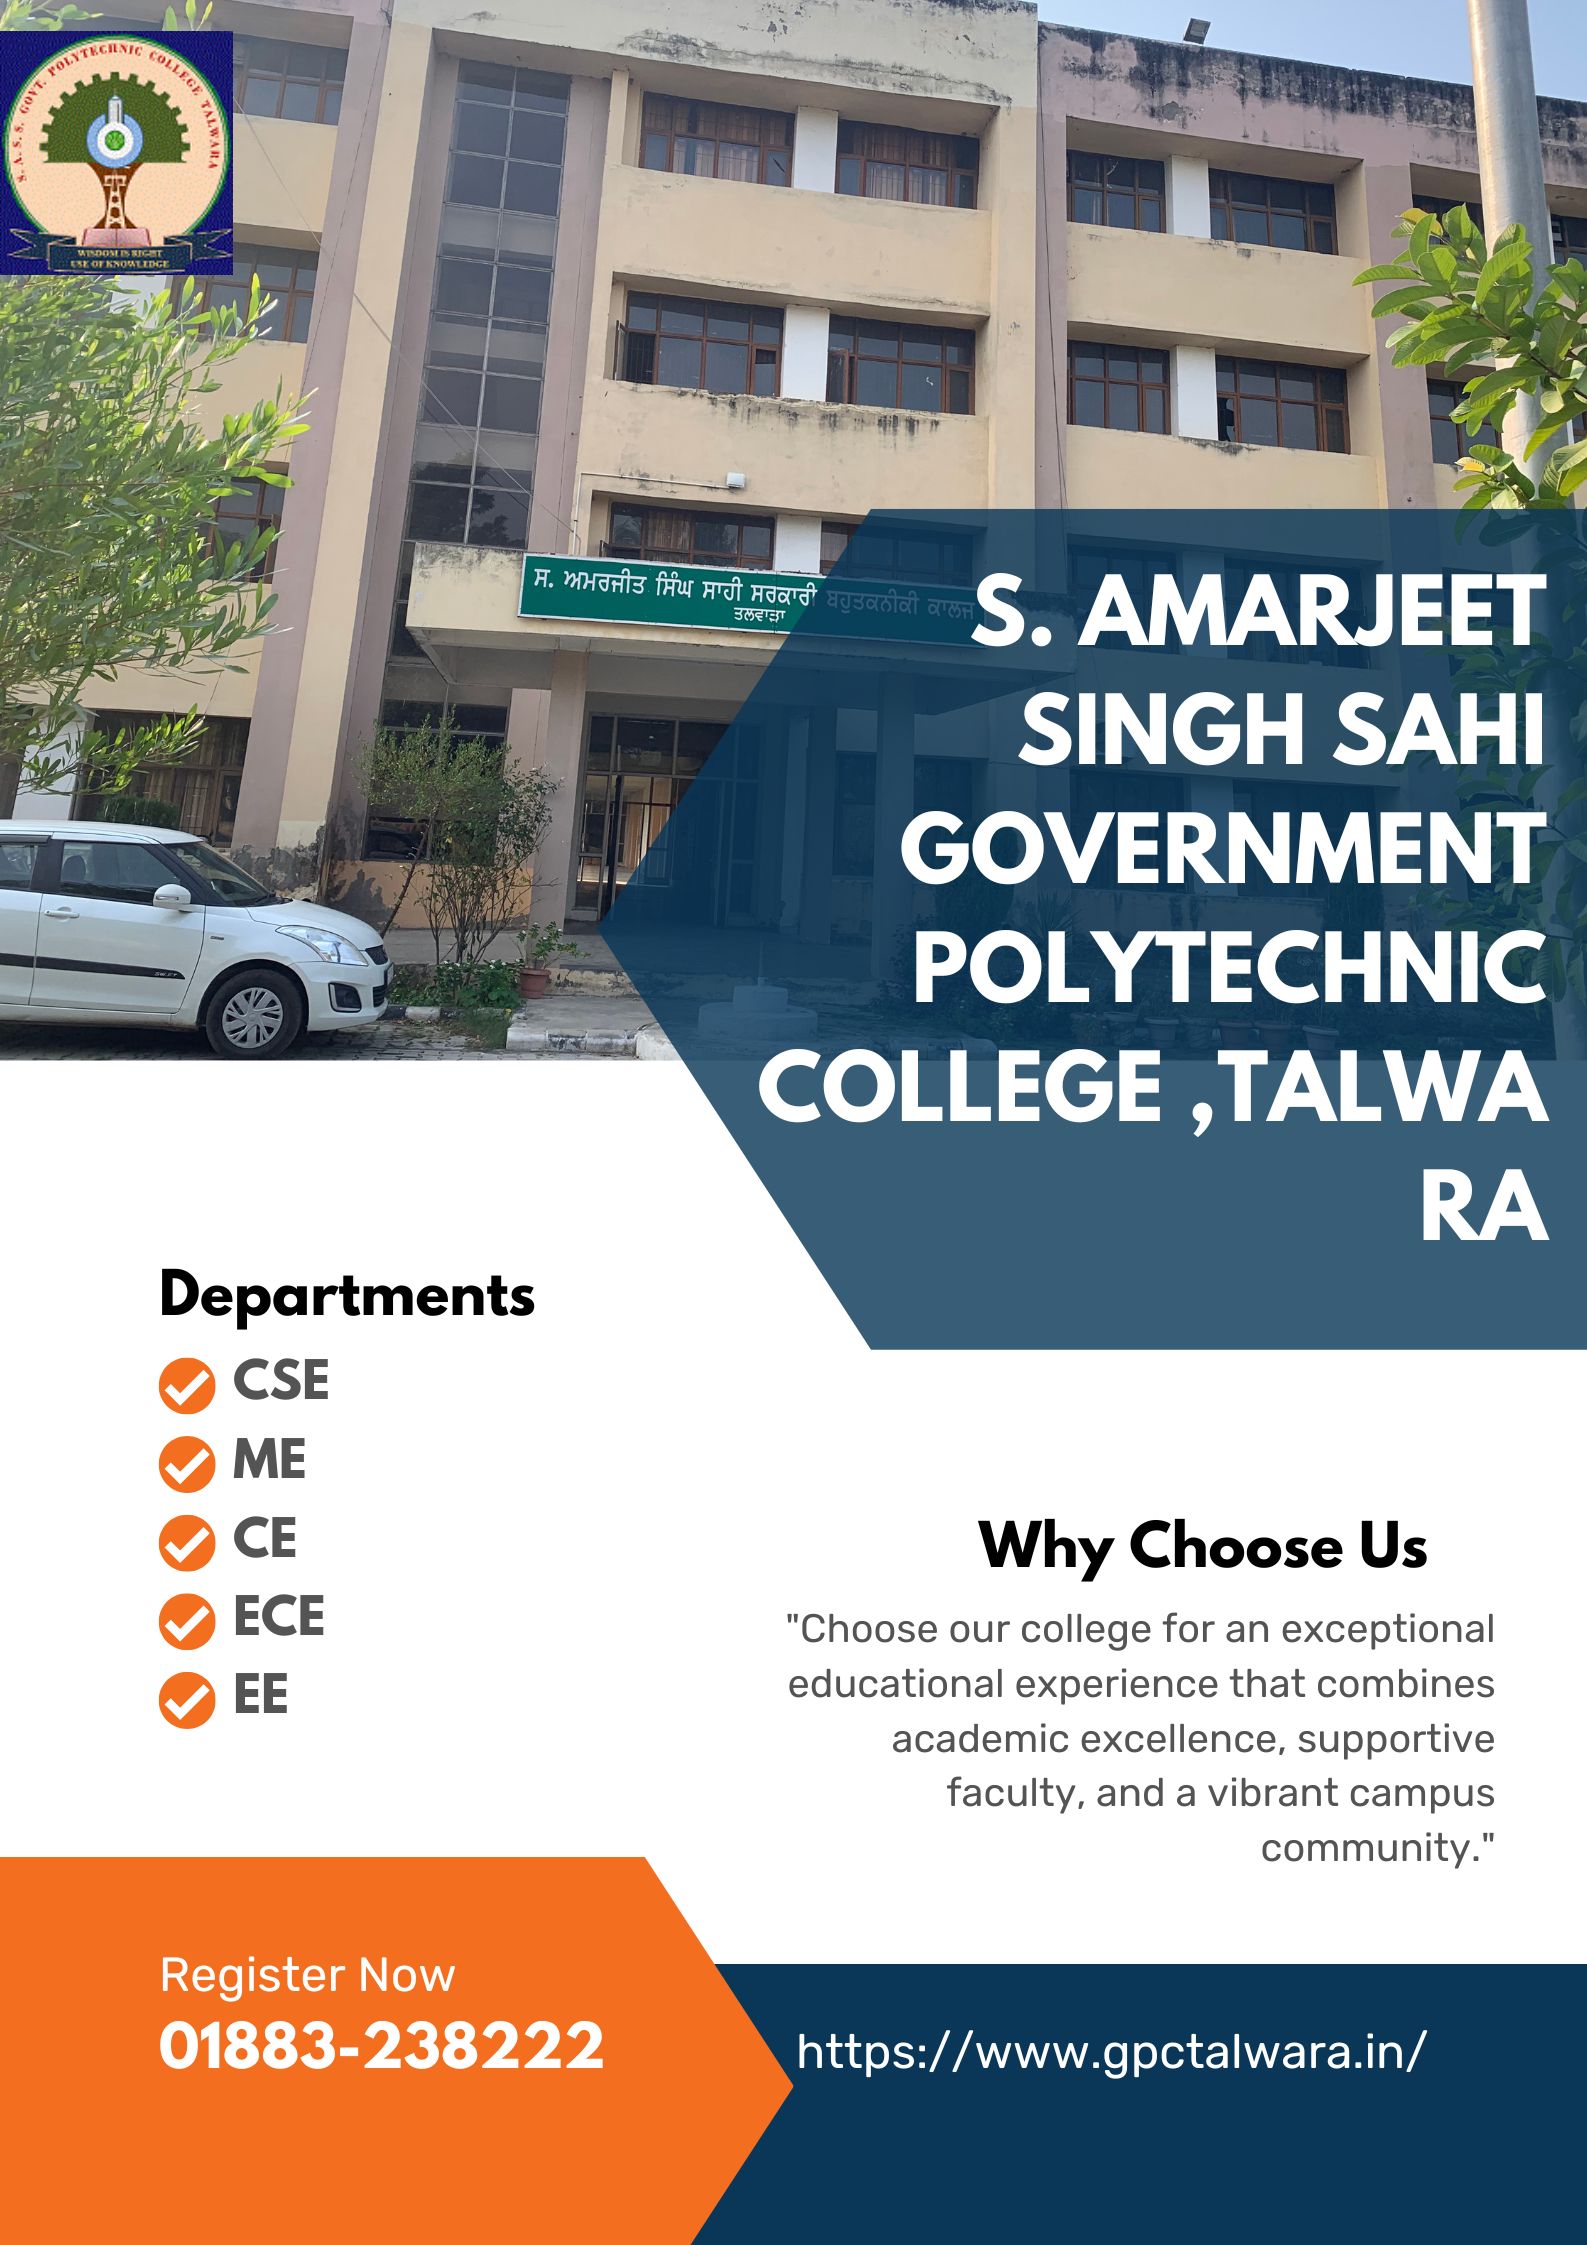 S. A. S. S. GOVT. POLYTECHNIC COLLEGE TALWARA
WISDOM IS RIGHT
USE OF KNOWLEDGE
ਸ. ਅਮਰਜੀਤ ਸਿੰਘ ਸਾਹੀ ਸਰਕਾਰੀ ਬਹੁਤਕਨੀਕੀ ਕਾਲਜ
ਤਲਵਾੜਾ
S. AMARJEET
SINGH SAHI
GOVERNMENT
POLYTECHNIC
COLLEGE ,TALWA
RA
Departments
CSE
ME
CE
ECE
EE
Why Choose Us
"Choose our college for an exceptional
educational experience that combines
academic excellence, supportive
faculty, and a vibrant campus
community."
Register Now
01883-238222
https://www.gpctalwara.in/
SWIFT